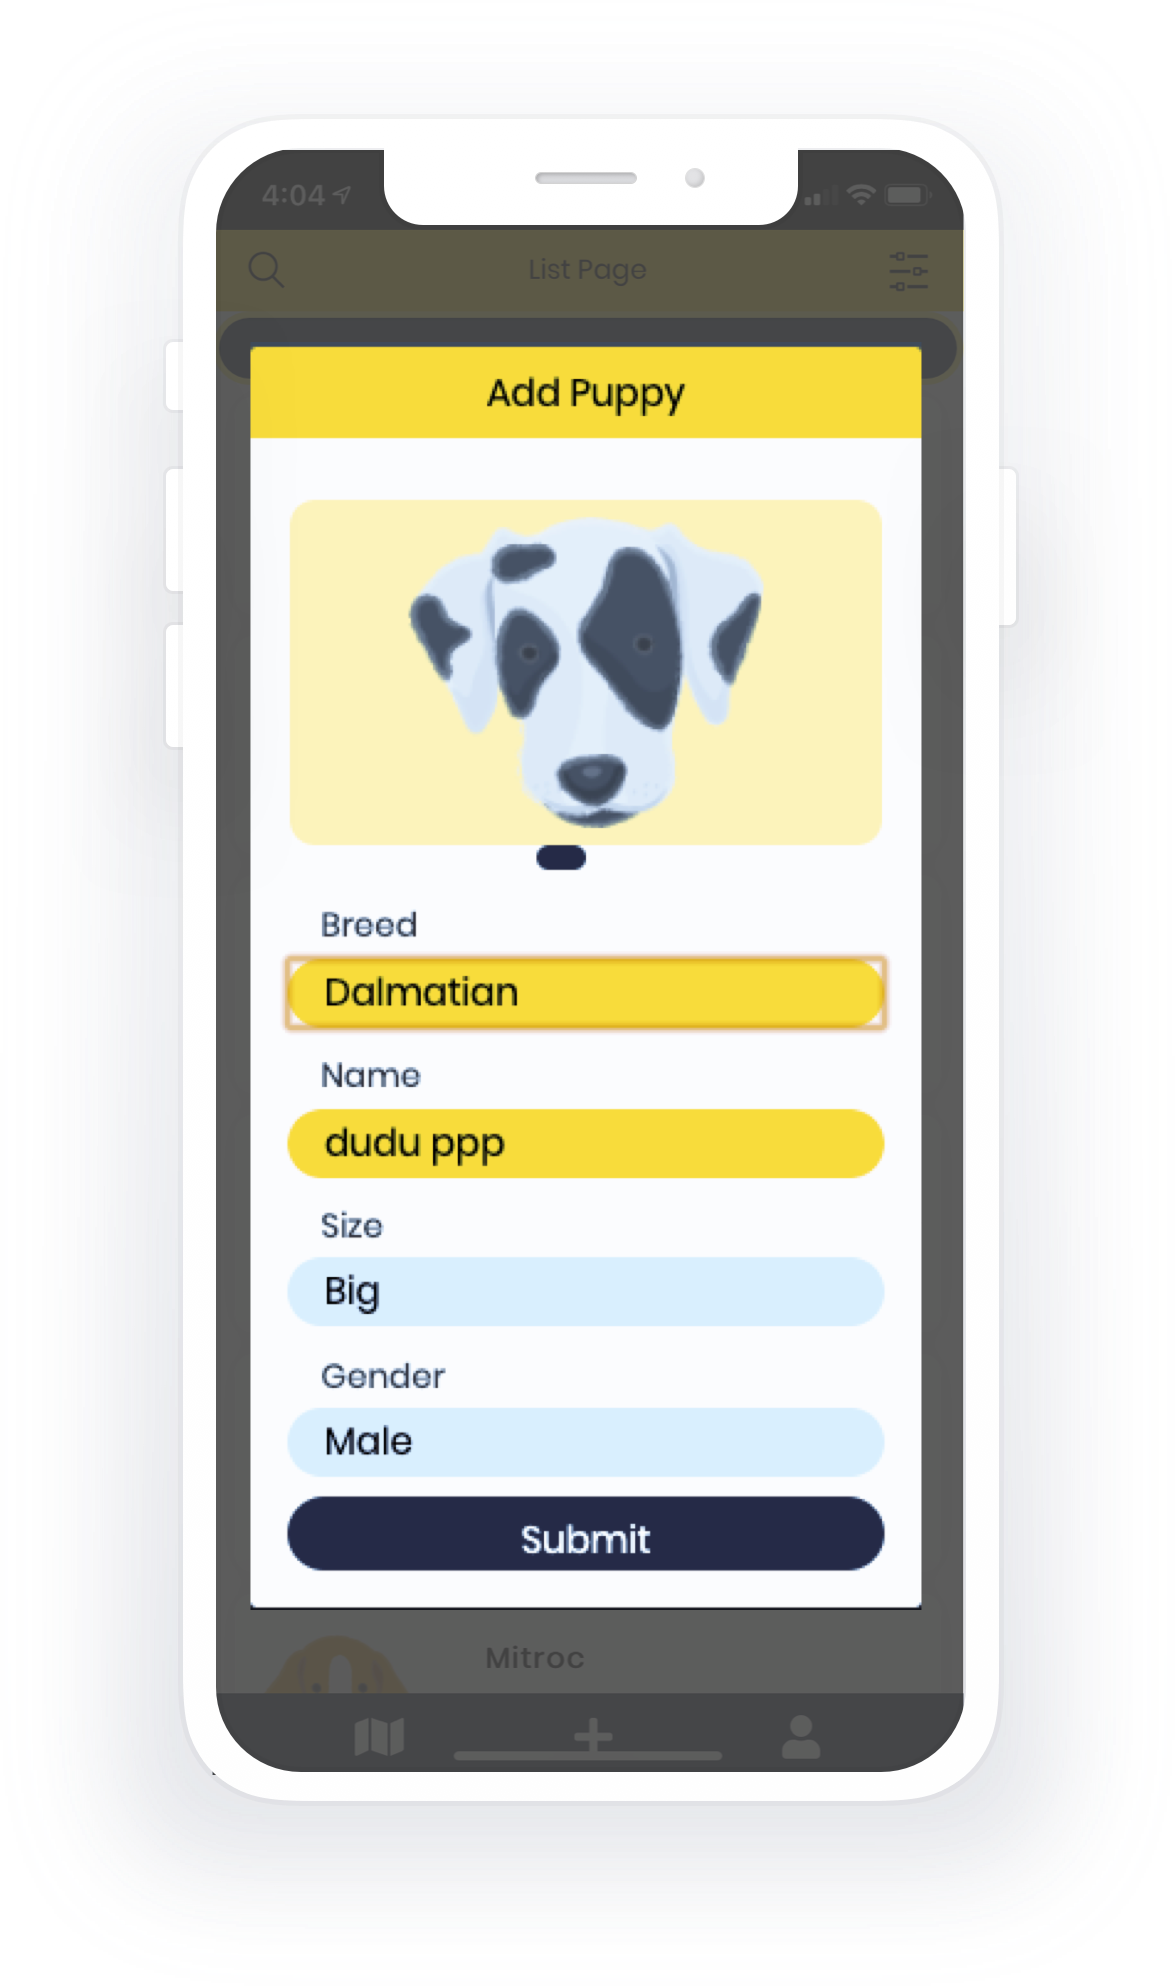 4:04
List Page
Add Puppy
Breed
Dalmatian
Name
dudu ppp
Size
Big
Gender
Male
Submit
Mitroc